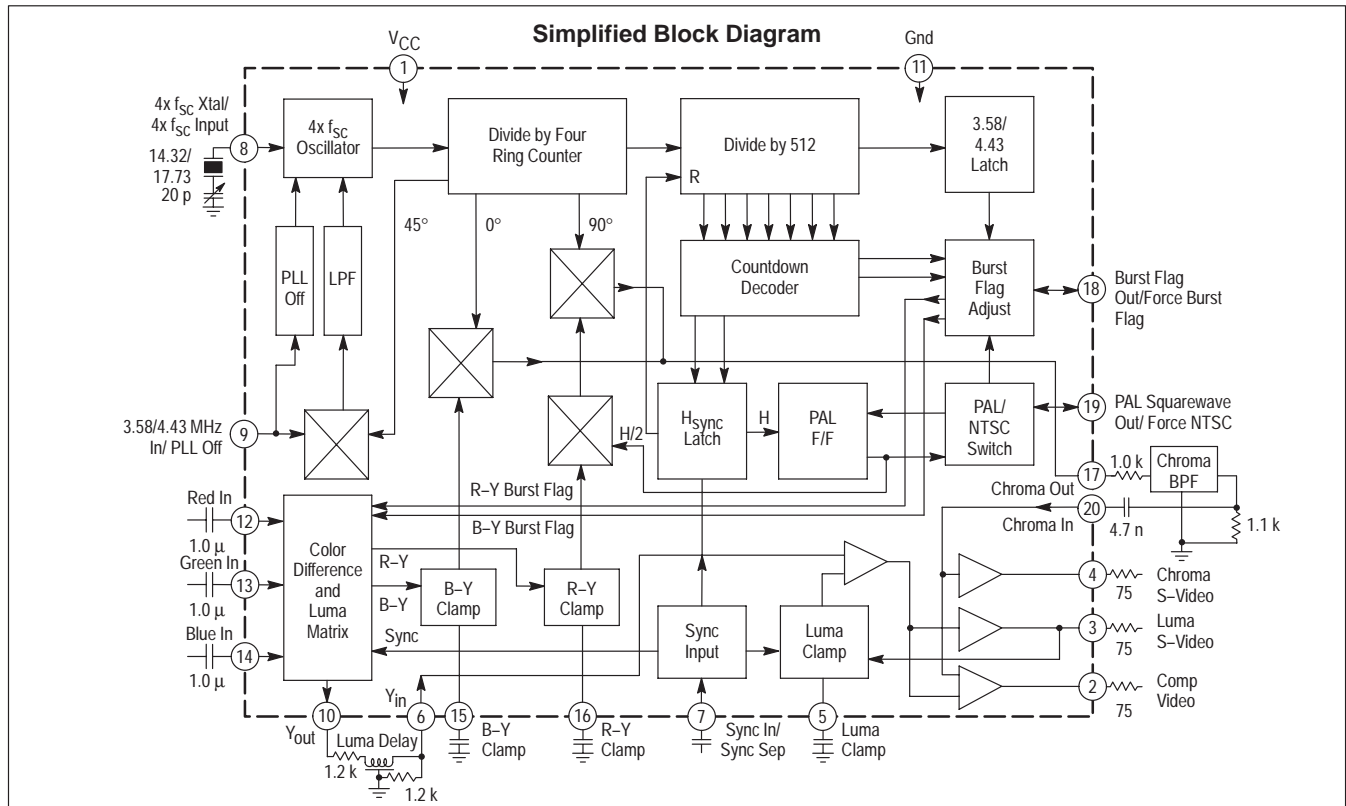 Simplified Block Diagram
VCC
1
Gnd
11
4x fSC Xtal/
4x fSC Input
8
14.32/
17.73
20 p
4x fSC
Oscillator
Divide by Four
Ring Counter
Divide by 512
R
3.58/
4.43
Latch
45°
0°
90°
PLL
Off
LPF
Countdown
Decoder
Burst
Flag
Adjust
18
Burst Flag
Out/Force Burst
Flag
3.58/4.43 MHz
In/ PLL Off
9
H/2
Hsync
Latch
H
PAL
F/F
PAL/
NTSC
Switch
19
PAL Squarewave
Out/ Force NTSC
17
1.0 k
Chroma
BPF
Chroma Out
20
Chroma In
4.7 n
1.1 k
R–Y Burst Flag
B–Y Burst Flag
Red In
12
1.0 µ
Green In
13
1.0 µ
Blue In
14
1.0 µ
Color
Difference
and
Luma
Matrix
R–Y
B–Y
Sync
B–Y
Clamp
R–Y
Clamp
Sync
Input
Luma
Clamp
4
75
Chroma
S–Video
3
75
Luma
S–Video
2
75
Comp
Video
Yin
10
6
15
16
7
5
Yout
Luma Delay
1.2 k
1.2 k
B–Y
Clamp
R–Y
Clamp
Sync In/
Sync Sep
Luma
Clamp